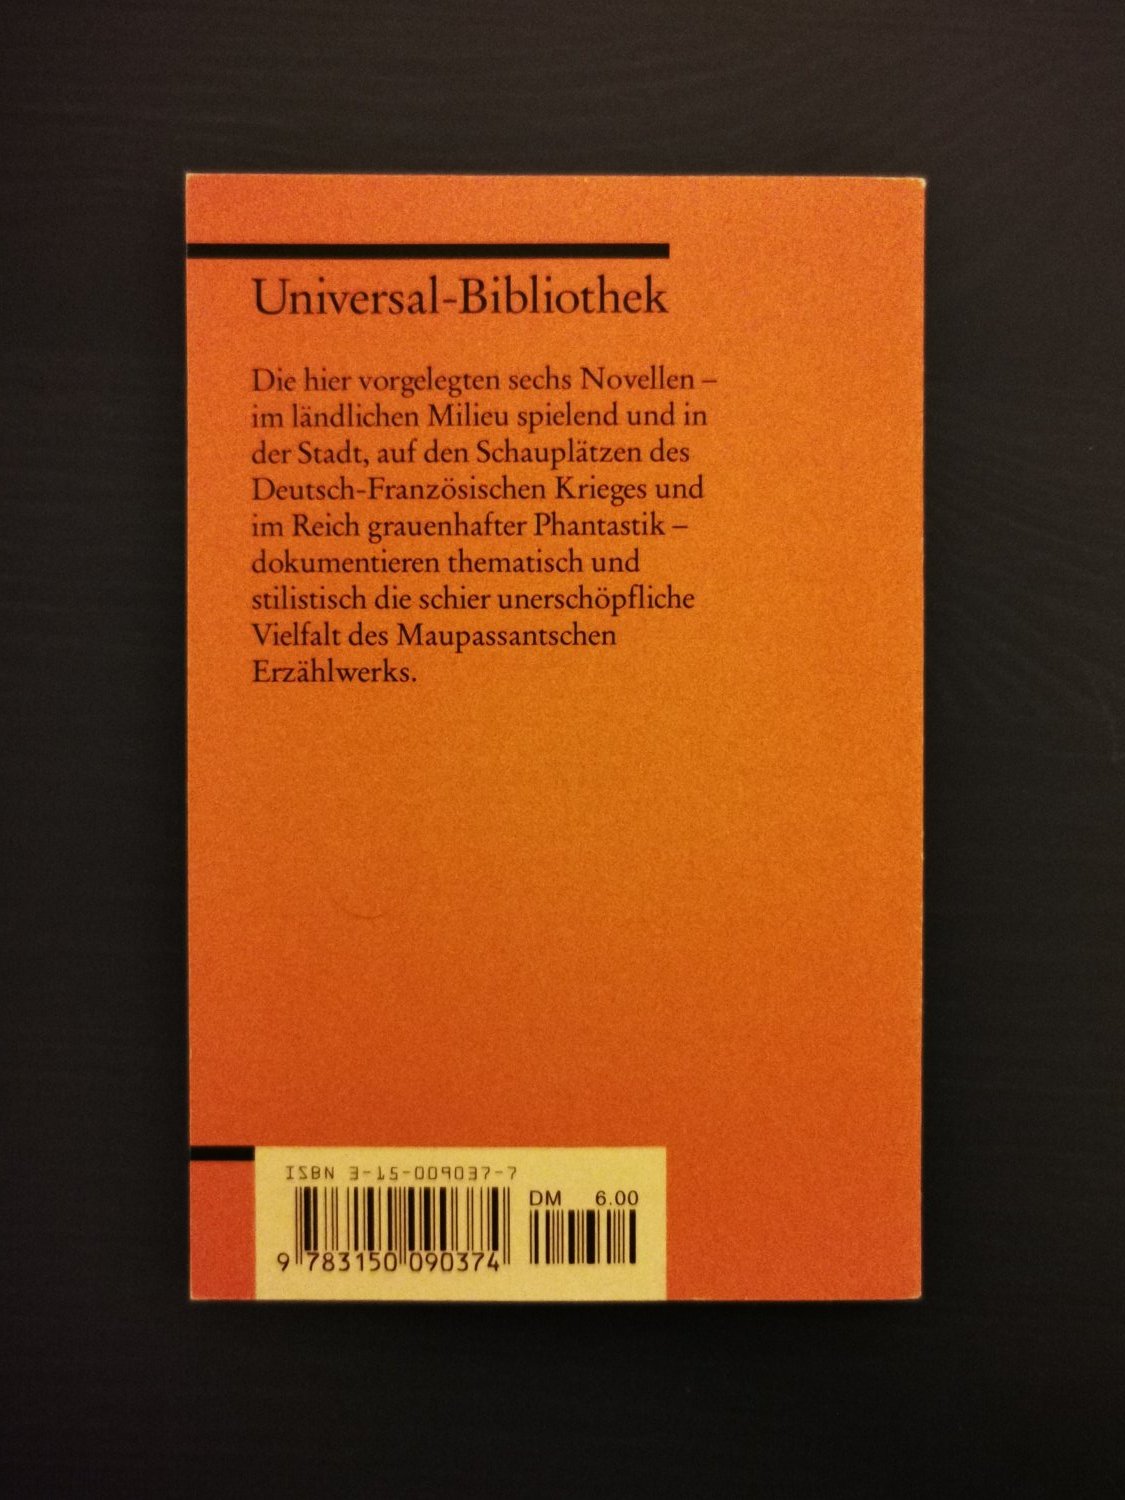 Universal-Bibliothek
Die hier vorgelegten sechs Novellen –
im ländlichen Milieu spielend und in
der Stadt, auf den Schauplätzen des
Deutsch-Französischen Krieges und
im Reich grauenhafter Phantastik –
dokumentieren thematisch und
stilistisch die schier unerschöpfliche
Vielfalt des Maupassantschen
Erzählwerks.
ISBN 3-15-009037-7
DM 6.00
9 783150 090374